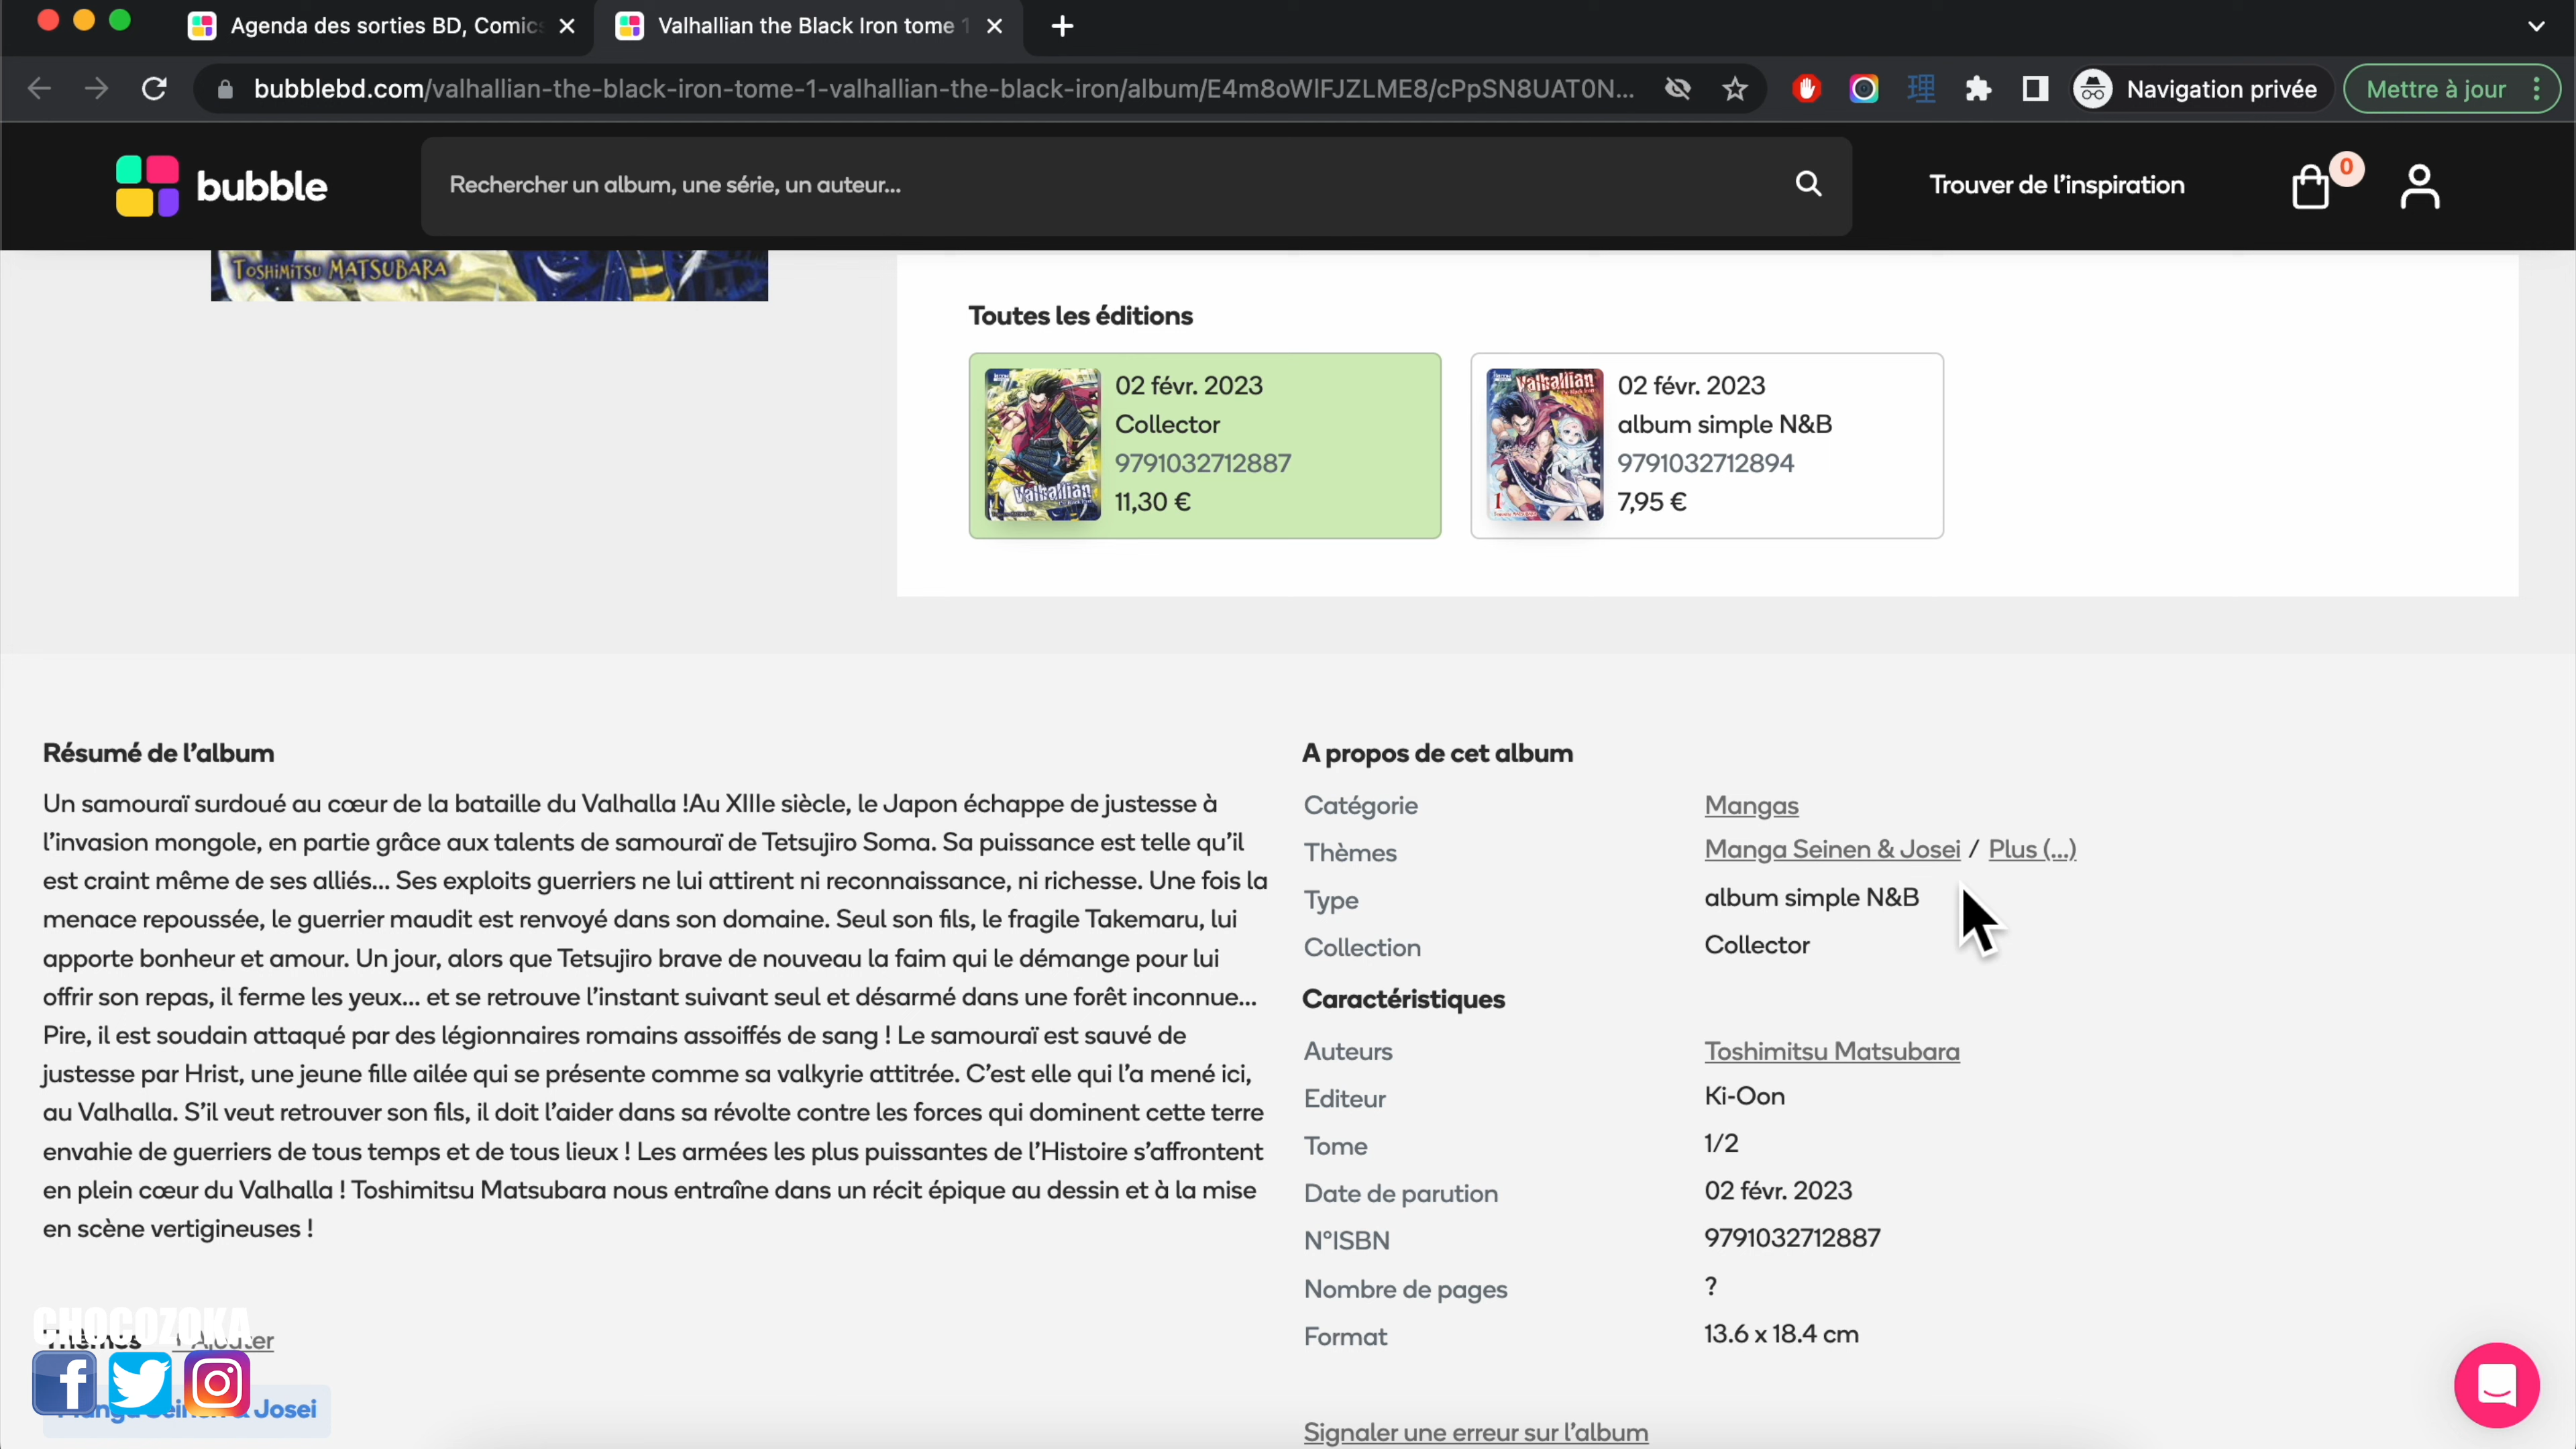 Agenda des sorties BD, Comics
Valhallian the Black Iron tome 1
bubblebd.com/valhallian-the-black-iron-tome-1-valhallian-the-black-iron/album/E4m8oWlFJZLME8/cPpSN8UAT0N...
Navigation privée
Mettre à jour
bubble
Rechercher un album, une série, un auteur...
Trouver de l'inspiration
0
TOSHIMITSU MATSUBARA
Toutes les éditions
02 févr. 2023
Collector
9791032712887
11,30 €
Valhallian
02 févr. 2023
album simple N&B
9791032712894
7,95 €
Valhallian
1
Résumé de l'album
Un samouraï surdoué au cœur de la bataille du Valhalla !Au XIIIe siècle, le Japon échappe de justesse à
l'invasion mongole, en partie grâce aux talents de samouraï de Tetsujiro Soma. Sa puissance est telle qu'il
est craint même de ses alliés... Ses exploits guerriers ne lui attirent ni reconnaissance, ni richesse. Une fois la
menace repoussée, le guerrier maudit est renvoyé dans son domaine. Seul son fils, le fragile Takemaru, lui
apporte bonheur et amour. Un jour, alors que Tetsujiro brave de nouveau la faim qui le démange pour lui
offrir son repas, il ferme les yeux... et se retrouve l'instant suivant seul et désarmé dans une forêt inconnue...
Pire, il est soudain attaqué par des légionnaires romains assoiffés de sang ! Le samouraï est sauvé de
justesse par Hrist, une jeune fille ailée qui se présente comme sa valkyrie attitrée. C'est elle qui l'a mené ici,
au Valhalla. S'il veut retrouver son fils, il doit l'aider dans sa révolte contre les forces qui dominent cette terre
envahie de guerriers de tous temps et de tous lieux ! Les armées les plus puissantes de l'Histoire s'affrontent
en plein cœur du Valhalla ! Toshimitsu Matsubara nous entraîne dans un récit épique au dessin et à la mise
en scène vertigineuses !
CHOCOZOKA
Thèmes + Ajouter
Manga Seinen & Josei
A propos de cet album
Catégorie Mangas
Thèmes Manga Seinen & Josei / Plus (...)
Type album simple N&B
Collection Collector
Caractéristiques
Auteurs Toshimitsu Matsubara
Editeur Ki-Oon
Tome 1/2
Date de parution 02 févr. 2023
N°ISBN 9791032712887
Nombre de pages ?
Format 13.6 x 18.4 cm
Signaler une erreur sur l'album